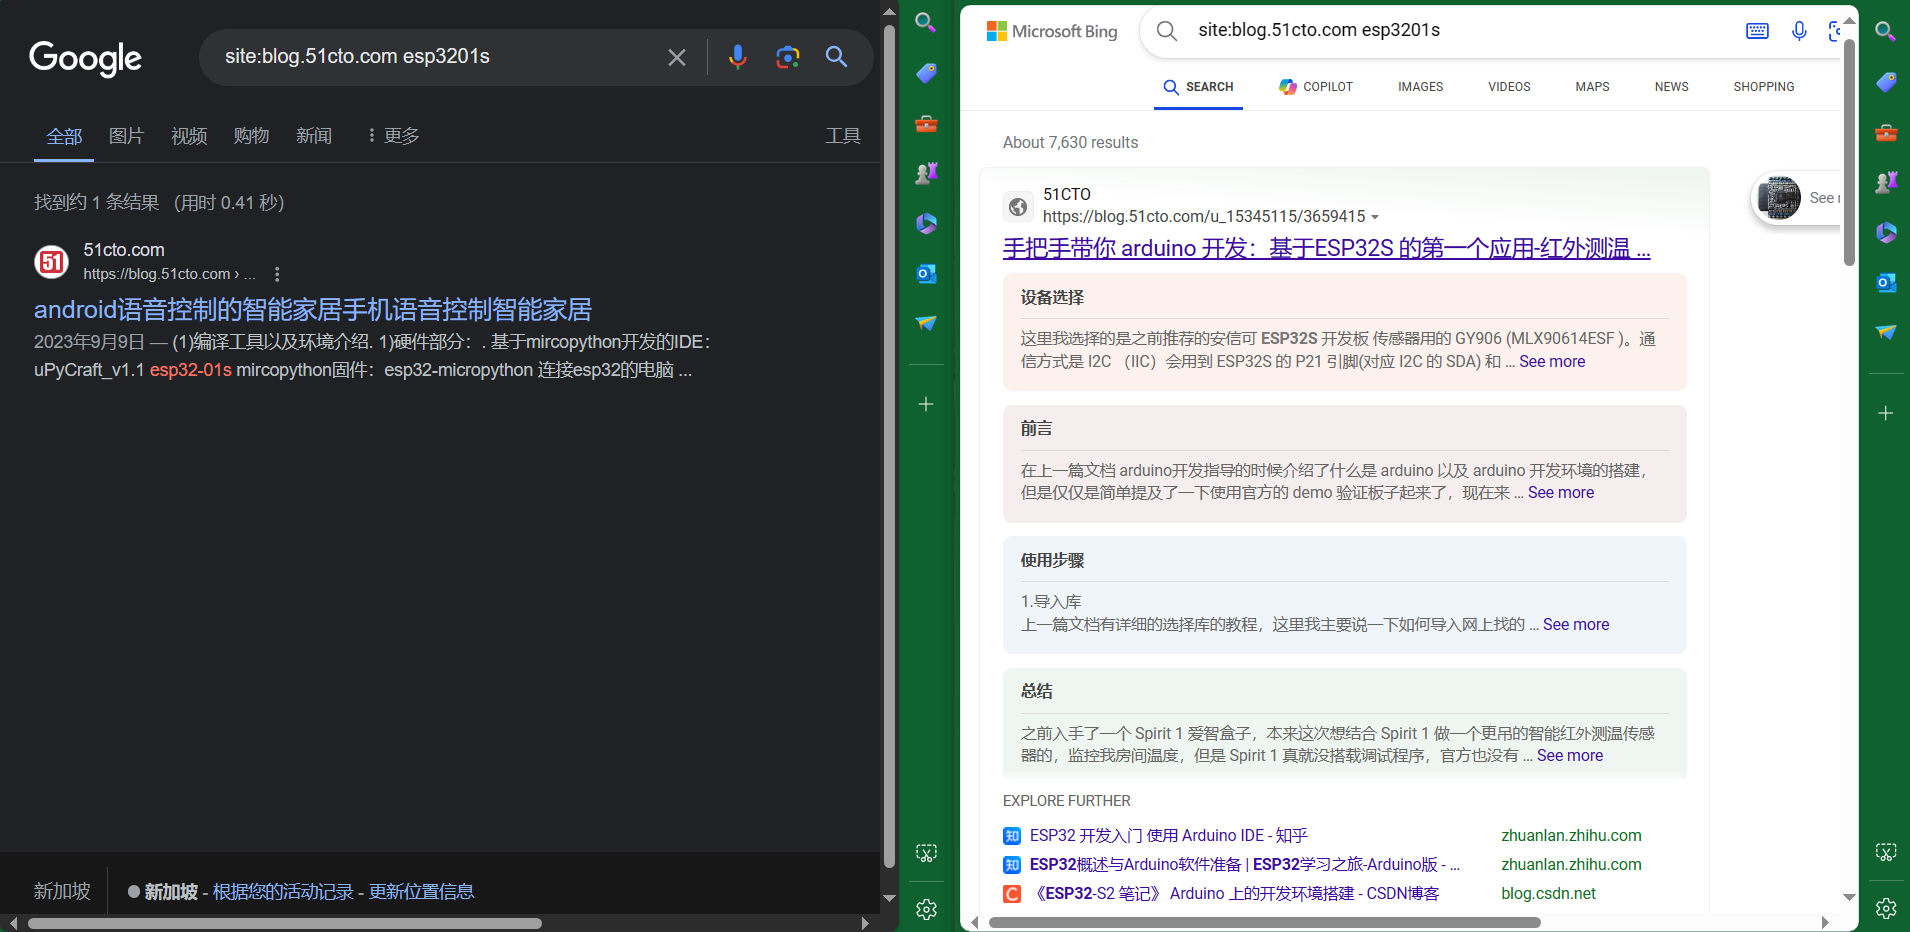 Google
site:blog.51cto.com esp3201s
全部 图片 视频 购物 新闻 更多 工具
找到约 1 条结果 （用时 0.41 秒）
51
51cto.com
https://blog.51cto.com › ...
android语音控制的智能家居手机语音控制智能家居
2023年9月9日 — (1)编译工具以及环境介绍. 1)硬件部分：. 基于mircopython开发的IDE：
uPyCraft_v1.1 esp32-01s mircopython固件：esp32-micropython 连接esp32的电脑 ...
新加坡
新加坡 - 根据您的活动记录 - 更新位置信息
Microsoft Bing
site:blog.51cto.com esp3201s
SEARCH COPILOT IMAGES VIDEOS MAPS NEWS SHOPPING
About 7,630 results
51CTO
https://blog.51cto.com/u_15345115/3659415
手把手带你 arduino 开发：基于ESP32S 的第一个应用-红外测温 ...
See
设备选择
这里我选择的是之前推荐的安信可 ESP32S 开发板 传感器用的 GY906 (MLX90614ESF )。通
信方式是 I2C （IIC）会用到 ESP32S 的 P21 引脚(对应 I2C 的 SDA) 和 ... See more
前言
在上一篇文档 arduino开发指导的时候介绍了什么是 arduino 以及 arduino 开发环境的搭建，
但是仅仅是简单提及了一下使用官方的 demo 验证板子起来了，现在来 ... See more
使用步骤
1.导入库
上一篇文档有详细的选择库的教程，这里我主要说一下如何导入网上找的 ... See more
总结
之前入手了一个 Spirit 1 爱智盒子，本来这次想结合 Spirit 1 做一个更吊的智能红外测温传感
器的，监控我房间温度，但是 Spirit 1 真就没搭载调试程序，官方也没有 ... See more
EXPLORE FURTHER
知 ESP32 开发入门 使用 Arduino IDE - 知乎 zhuanlan.zhihu.com
知 ESP32概述与Arduino软件准备 | ESP32学习之旅-Arduino版 - ... zhuanlan.zhihu.com
C 《ESP32-S2 笔记》 Arduino 上的开发环境搭建 - CSDN博客 blog.csdn.net